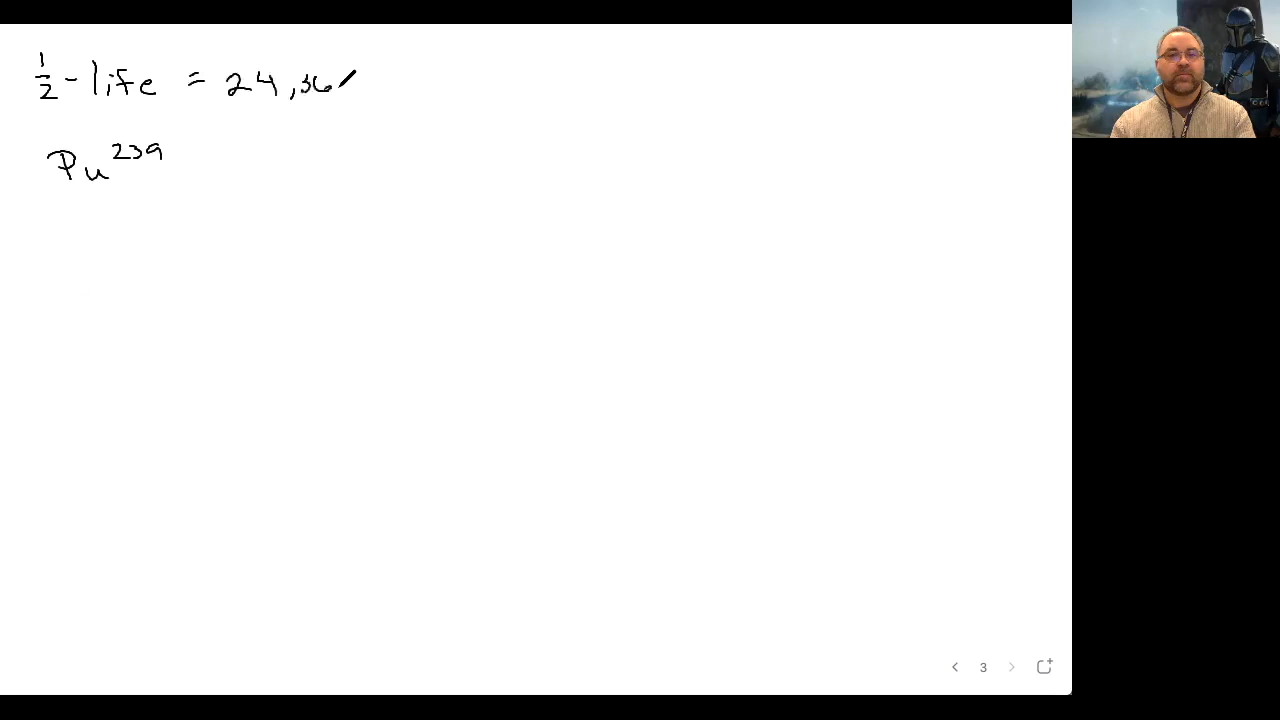 ½ - life = 24,36
Pu²³⁹
3